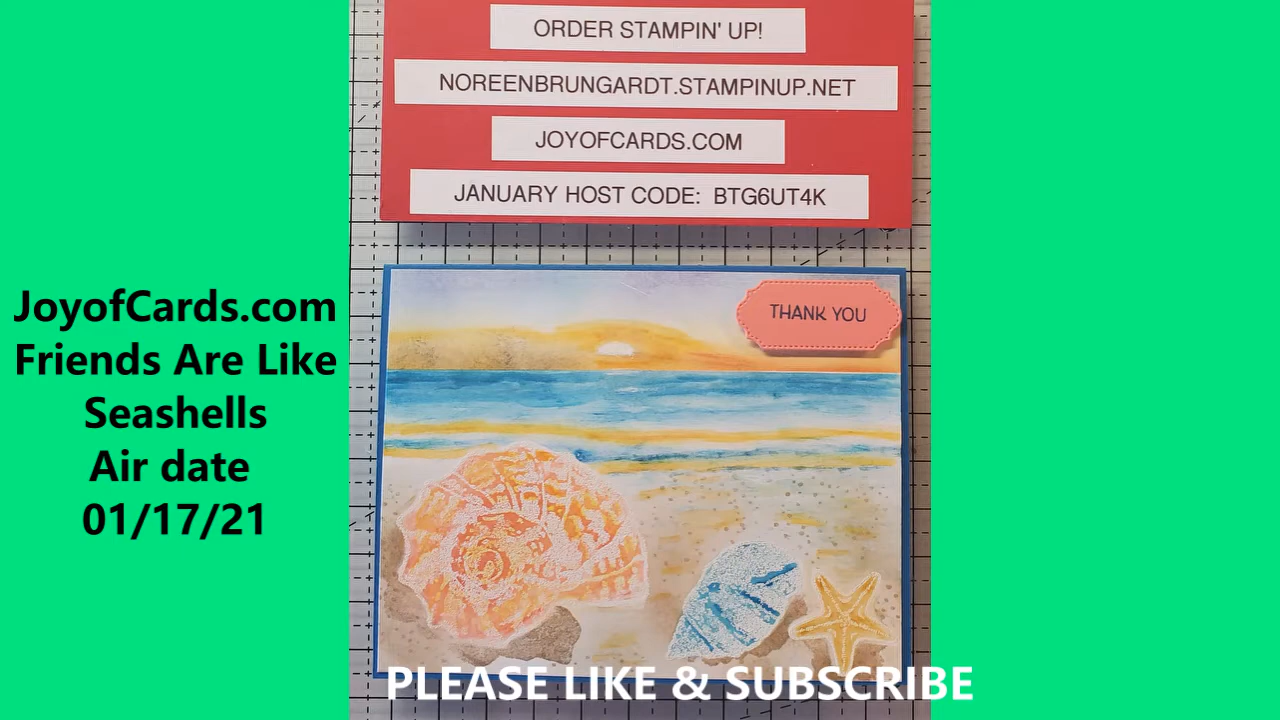 ORDER STAMPIN' UP!
NOREENBRUNGARDT.STAMPINUP.NET
JOYOFCARDS.COM
JANUARY HOST CODE: BTG6UT4K
THANK YOU
JoyofCards.com
Friends Are Like
Seashells
Air date
01/17/21
PLEASE LIKE & SUBSCRIBE